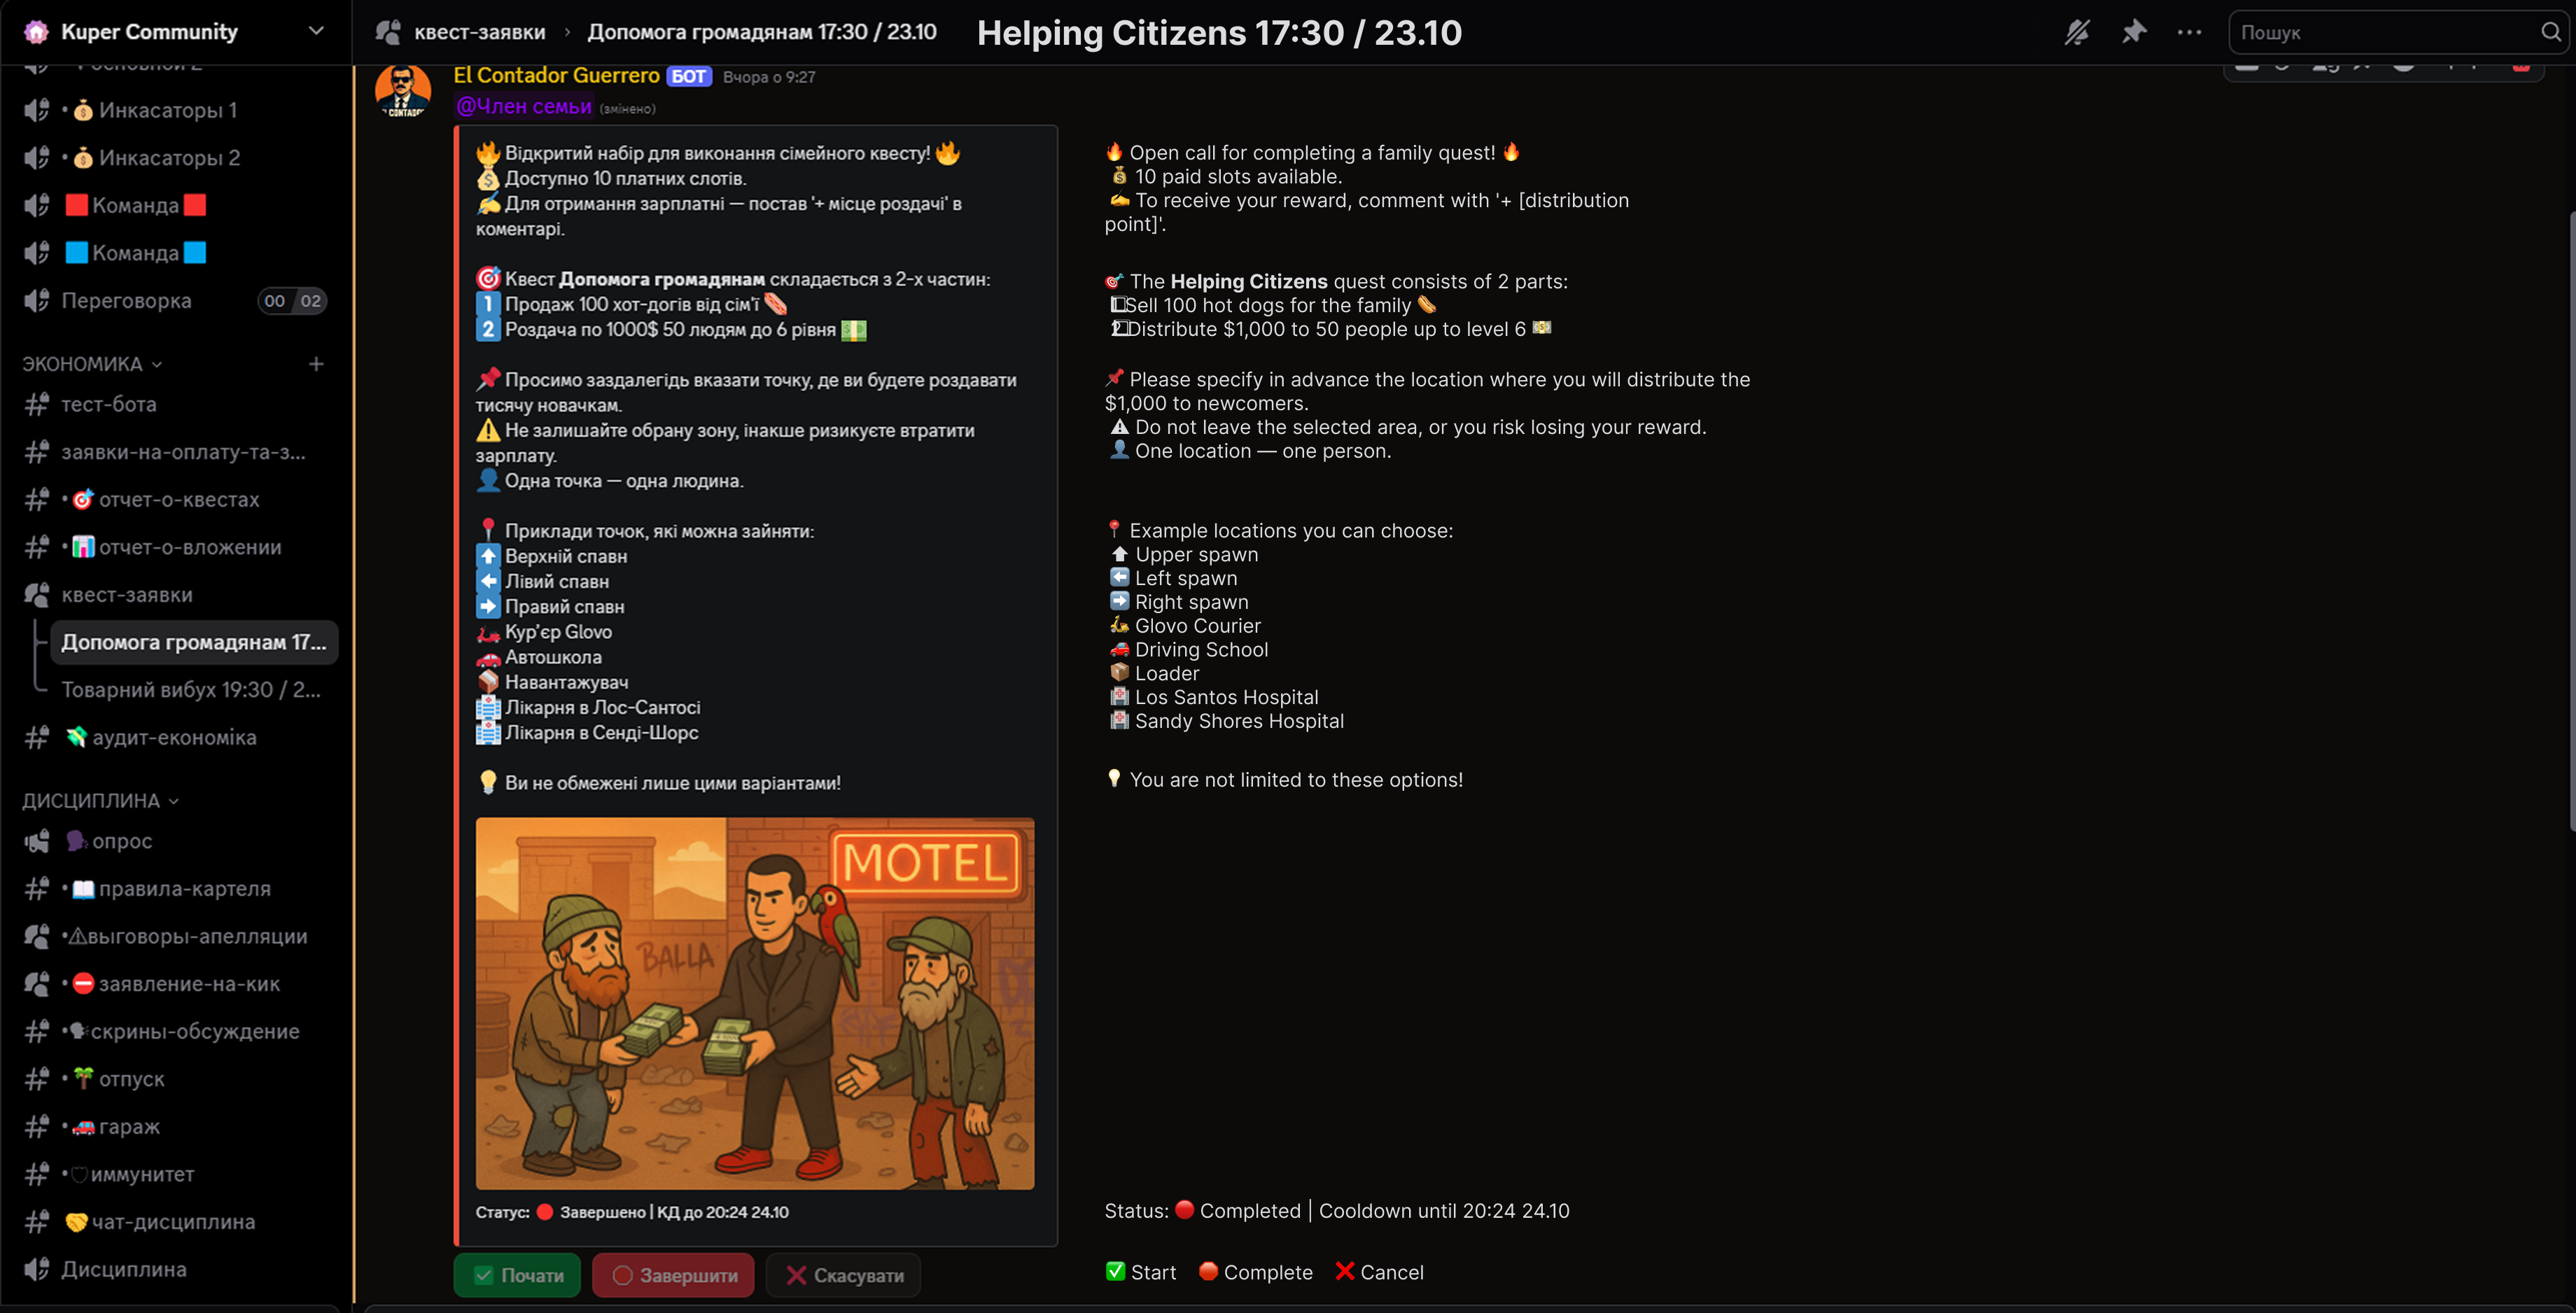 Kuper Community
Инкасаторы 1
Инкасаторы 2
Команда
Команда
Переговорка 00 02
ЭКОНОМИКА
тест-бота
заявки-на-оплату-та-з...
отчет-о-квестах
отчет-о-вложении
квест-заявки
Допомога громадянам 17...
Товарний вибух 19:30 / 2...
аудит-економіка
ДИСЦИПЛИНА
опрос
правила-картеля
выговоры-апелляции
заявление-на-кик
скрины-обсуждение
отпуск
гараж
иммунитет
чат-дисциплина
Дисциплина
квест-заявки › Допомога громадянам 17:30 / 23.10
Helping Citizens 17:30 / 23.10
Пошук
El Contador Guerrero БОТ Вчора о 9:27
@Член семьи (змінено)
🔥 Відкритий набір для виконання сімейного квесту! 🔥
💰 Доступно 10 платних слотів.
✍️ Для отримання зарплатні — постав '+ місце роздачі' в
коментарі.
🎯 Квест Допомога громадянам складається з 2-х частин:
1 Продаж 100 хот-догів від сім'ї 🌭
2 Роздача по 1000$ 50 людям до 6 рівня 💵
📌 Просимо заздалегідь вказати точку, де ви будете роздавати
тисячу новачкам.
⚠️ Не залишайте обрану зону, інакше ризикуєте втратити
зарплату.
👤 Одна точка — одна людина.
📍 Приклади точок, які можна зайняти:
⬆️ Верхній спавн
⬅️ Лівий спавн
➡️ Правий спавн
🛵 Кур’єр Glovo
🚗 Автошкола
📦 Навантажувач
🏥 Лікарня в Лос-Сантосі
🏥 Лікарня в Сенді-Шорс
💡 Ви не обмежені лише цими варіантами!
MOTEL
BALLA
Статус: 🔴 Завершено | КД до 20:24 24.10
Почати
Завершити
Скасувати
🔥 Open call for completing a family quest! 🔥
💰 10 paid slots available.
✍️ To receive your reward, comment with '+ [distribution
point]'.
🎯 The Helping Citizens quest consists of 2 parts:
1 Sell 100 hot dogs for the family 🌭
2 Distribute $1,000 to 50 people up to level 6 💵
📌 Please specify in advance the location where you will distribute the
$1,000 to newcomers.
⚠ Do not leave the selected area, or you risk losing your reward.
👤 One location — one person.
📍 Example locations you can choose:
⬆ Upper spawn
⬅️ Left spawn
➡️ Right spawn
🛵 Glovo Courier
🚗 Driving School
📦 Loader
🏥 Los Santos Hospital
🏥 Sandy Shores Hospital
💡 You are not limited to these options!
Status: 🔴 Completed | Cooldown until 20:24 24.10
✅ Start 🛑 Complete ❌ Cancel